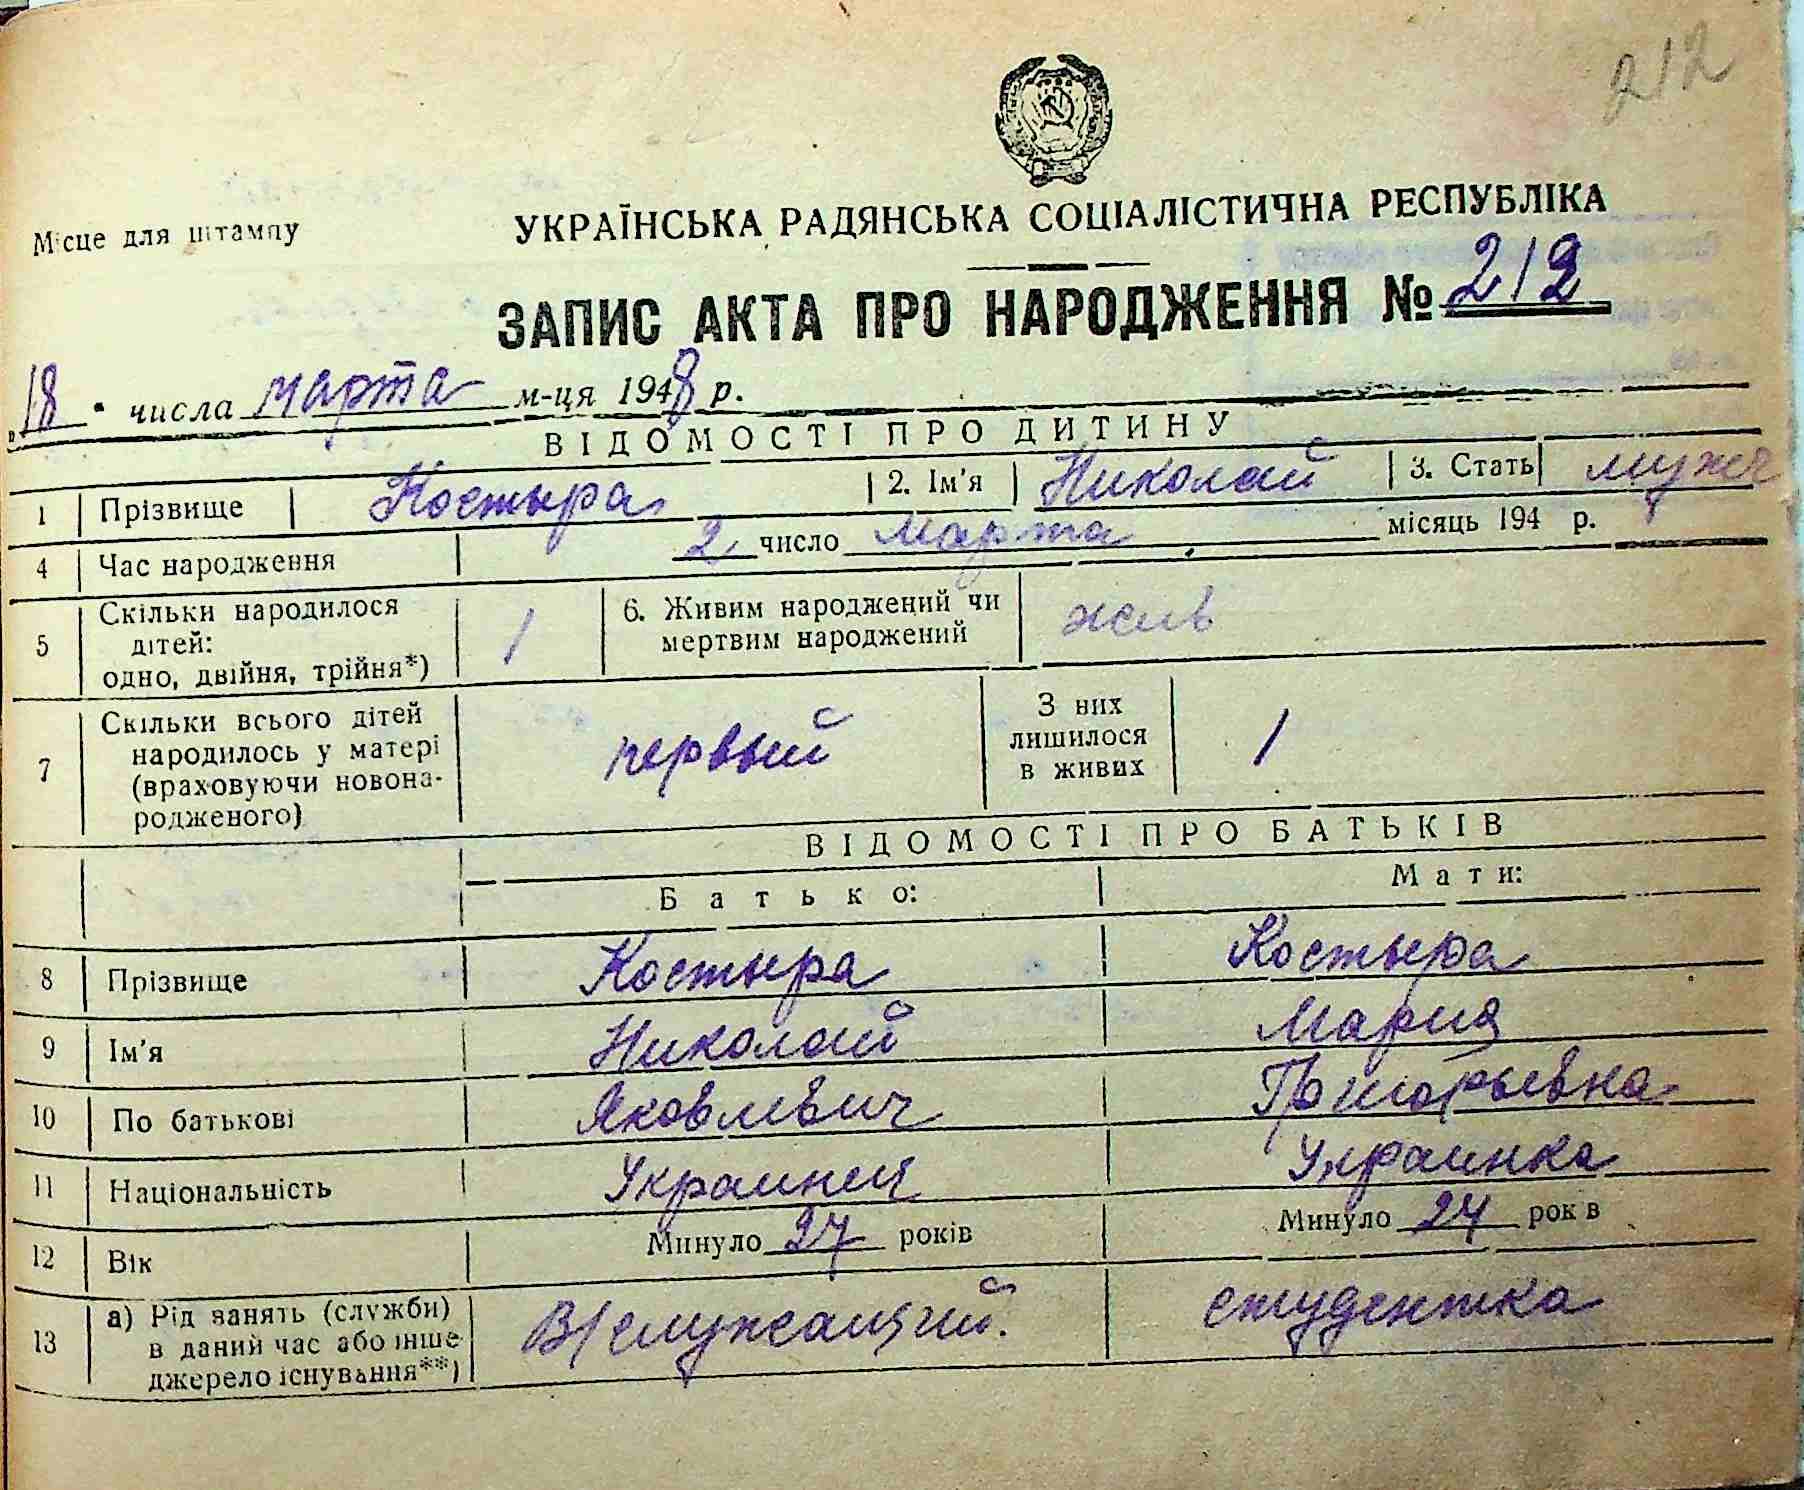 212
Місце для штампу
УКРАЇНСЬКА РАДЯНСЬКА СОЦІАЛІСТИЧНА РЕСПУБЛІКА
ЗАПИС АКТА ПРО НАРОДЖЕННЯ № 212
„18" числа марта м-ця 1948 р.
ВІДОМОСТІ ПРО ДИТИНУ
1 Прізвище Костыра 2. Ім'я Николай 3. Стать мужс
4 Час народження 2 число марта місяць 194 р.
5 Скільки народилося дітей: одно, двійня, трійня*) 1 6. Живим народжений чи мертвим народжений жив
7 Скільки всього дітей народилось у матері (враховуючи новонародженого) первый З них лишилося в живих 1
ВІДОМОСТІ ПРО БАТЬКІВ
Батько: Мати:
8 Прізвище Костыра Костыра
9 Ім'я Николай Мария
10 По батькові Яковлевич Григорьевна
11 Національність Украинец Украинка
12 Вік Минуло 27 років Минуло 24 рок в
13 а) Рід занять (служби) в даний час або інше джерело існування**) В/служащий. студентка